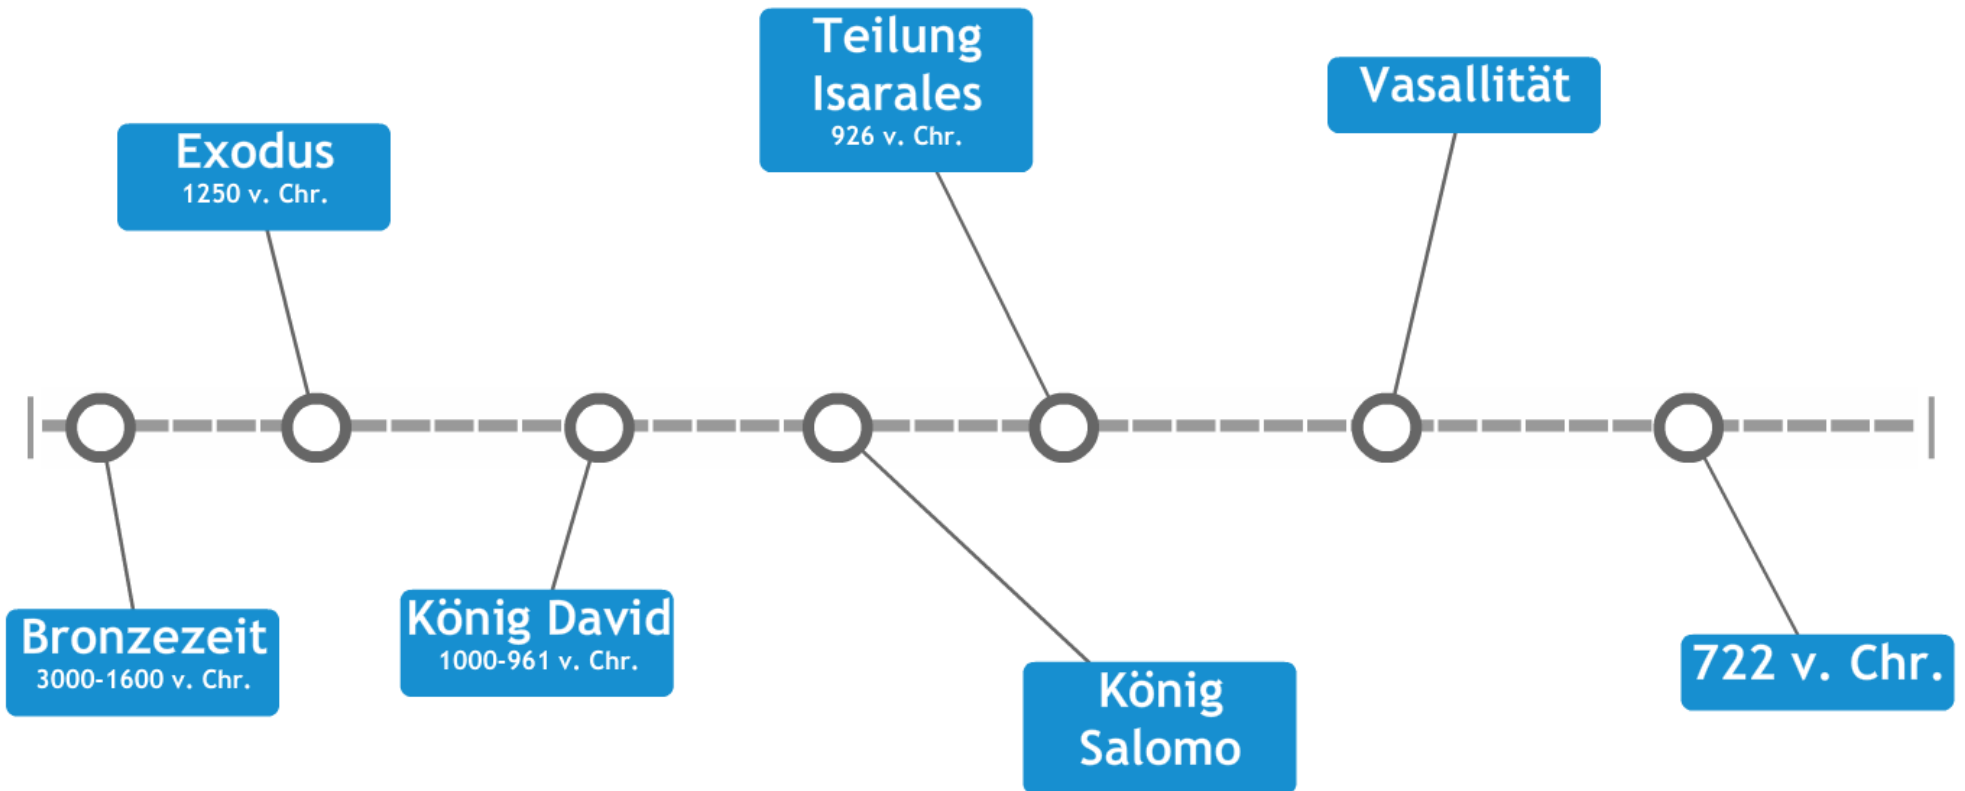 Teilung
Isarales
926 v. Chr.
Vasallität
Exodus
1250 v. Chr.
Bronzezeit
3000-1600 v. Chr.
König David
1000-961 v. Chr.
König
Salomo
722 v. Chr.